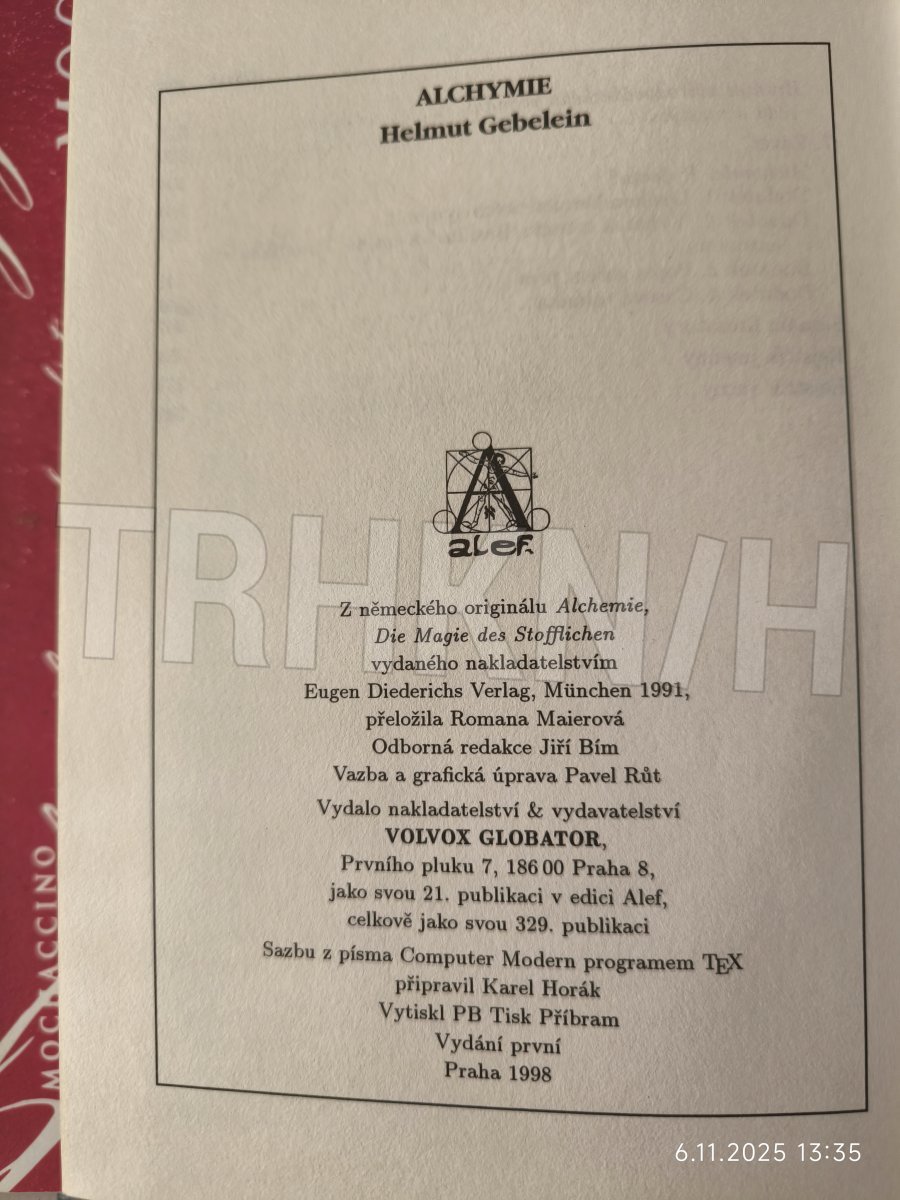 ALCHYMIE
Helmut Gebelein
alef.
Z německého originálu Alchemie,
Die Magie des Stofflichen
vydaného nakladatelstvím
Eugen Diederichs Verlag, München 1991,
přeložila Romana Maierová
Odborná redakce Jiří Bím
Vazba a grafická úprava Pavel Růt
Vydalo nakladatelství & vydavatelství
VOLVOX GLOBATOR,
Prvního pluku 7, 186 00 Praha 8,
jako svou 21. publikaci v edici Alef,
celkově jako svou 329. publikaci
Sazbu z písma Computer Modern programem TEX
připravil Karel Horák
Vytiskl PB Tisk Příbram
Vydání první
Praha 1998
TRHKN/H
MOCHACCINO
6.11.2025 13:35